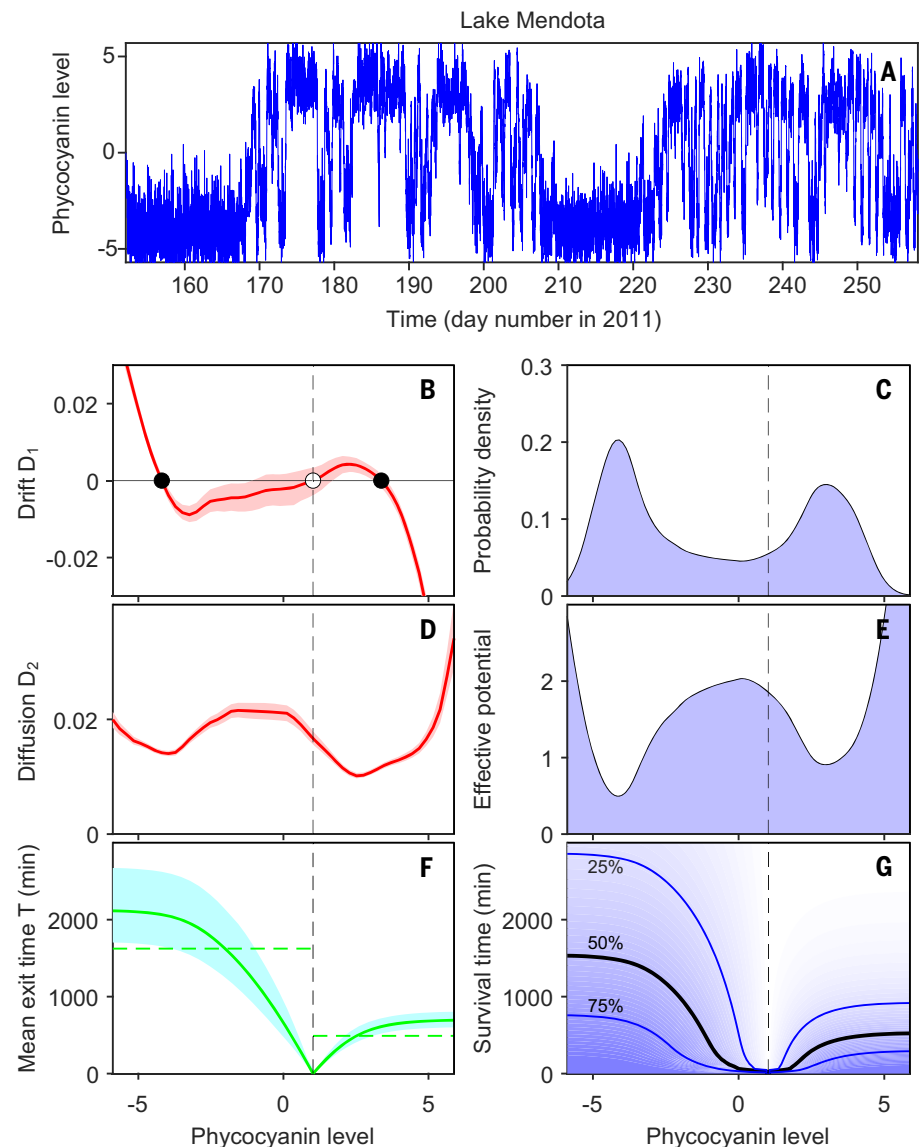 Lake Mendota
A
Phycocyanin level
5
0
-5
160 170 180 190 200 210 220 230 240 250
Time (day number in 2011)
B
Drift D₁
0.02
0
-0.02
C
Probability density
0.3
0.2
0.1
0
D
Diffusion D₂
0.02
0
E
Effective potential
2
1
0
F
Mean exit time T (min)
2000
1000
0
-5 0 5
Phycocyanin level
G
Survival time (min)
2000
1000
0
25%
50%
75%
-5 0 5
Phycocyanin level